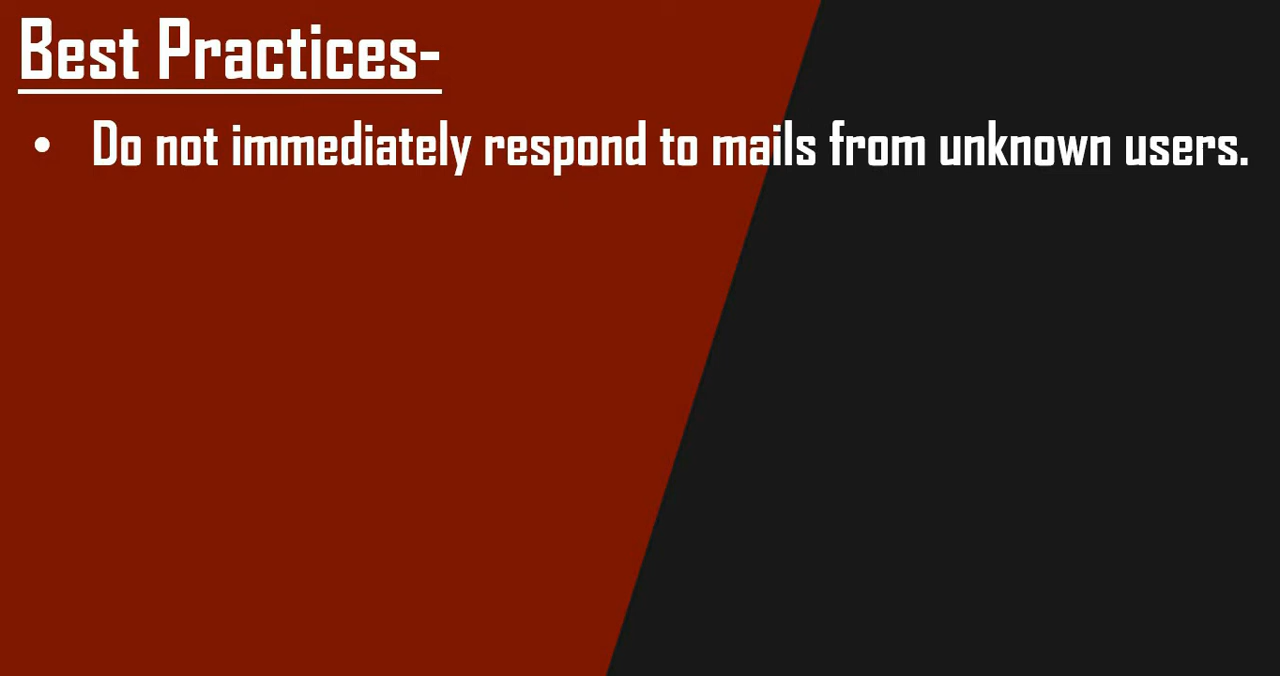 Best Practices-
• Do not immediately respond to mails from unknown users.